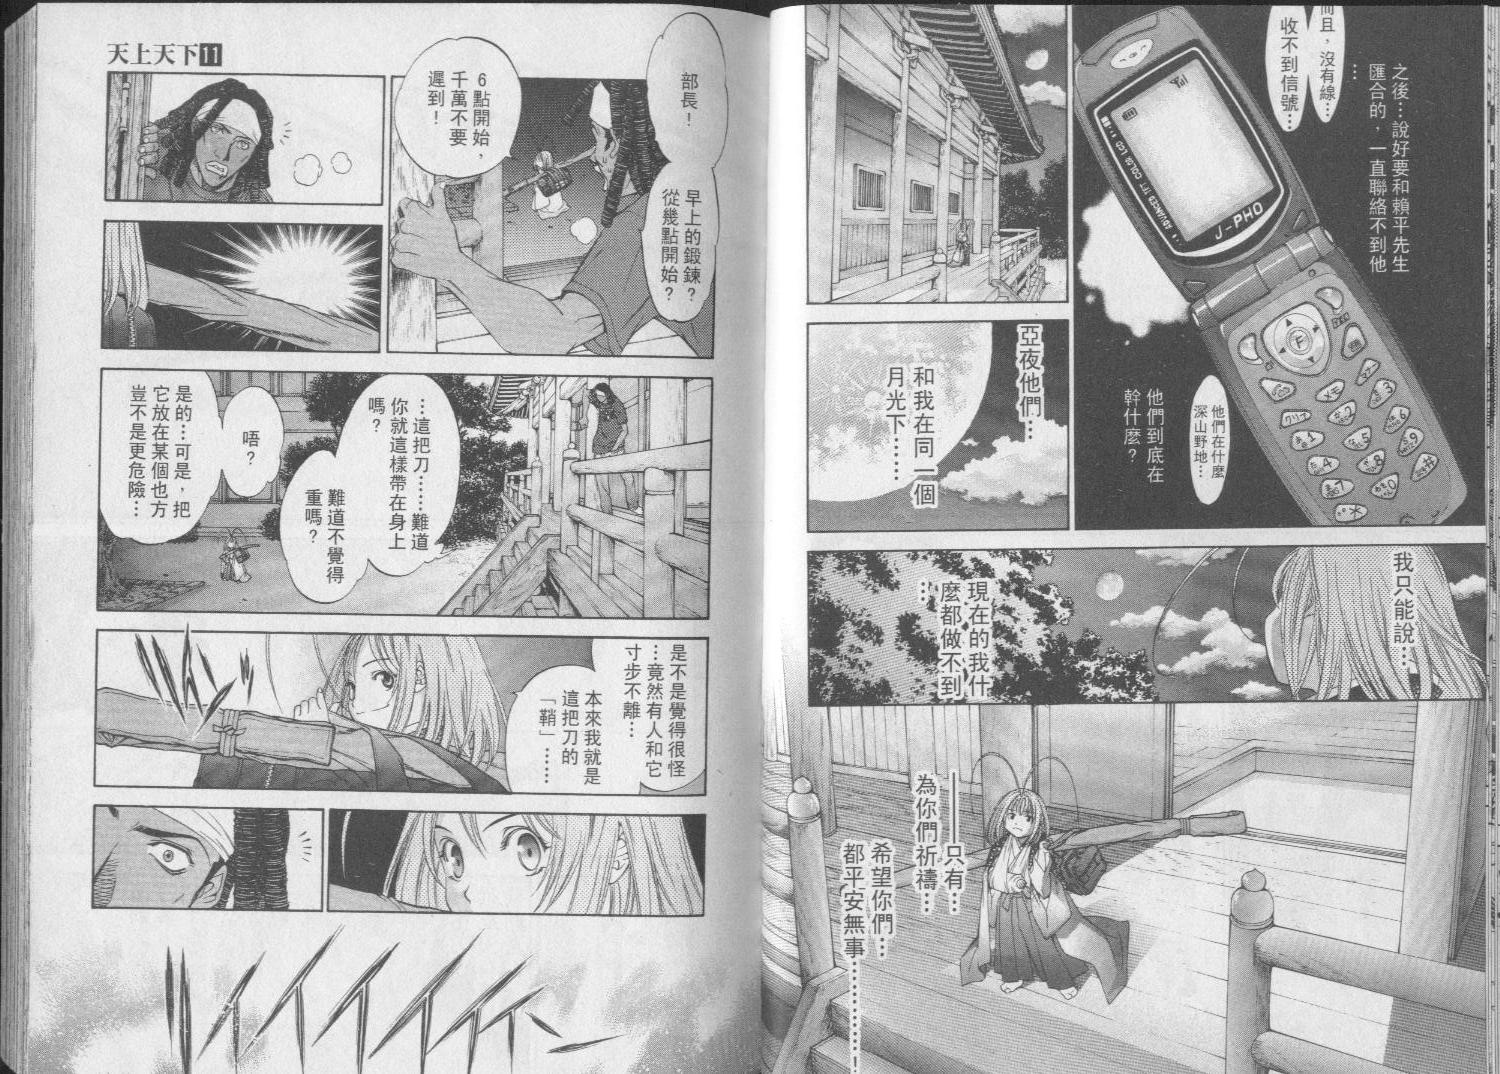 而且，沒有線…
收不到信號…
之後…說好要和賴平先生
匯合的，一直聯絡不到他
…
J-PHO
F
他們在什麼
深山野地…
他們到底在
幹什麼？
亞夜他們…
和我在同一個
月光下……
我只能說…
現在的我什
麼都做不到
…
只有…
為你們祈禱…
希望你們…
都平安無事
…………！
天上天下11
部長！
早上的鍛鍊？
從幾點開始？
6點開始，
千萬不要
遲到！
…這把刀……難道
你就這樣帶在身上
嗎？
難道不覺得
重嗎？
唔？
是的…可是，把
它放在某個也方
豈不是更危險…
是不是覺得很怪
…竟然有人和它
寸步不離…
本來我就是
這把刀的
「鞘」……